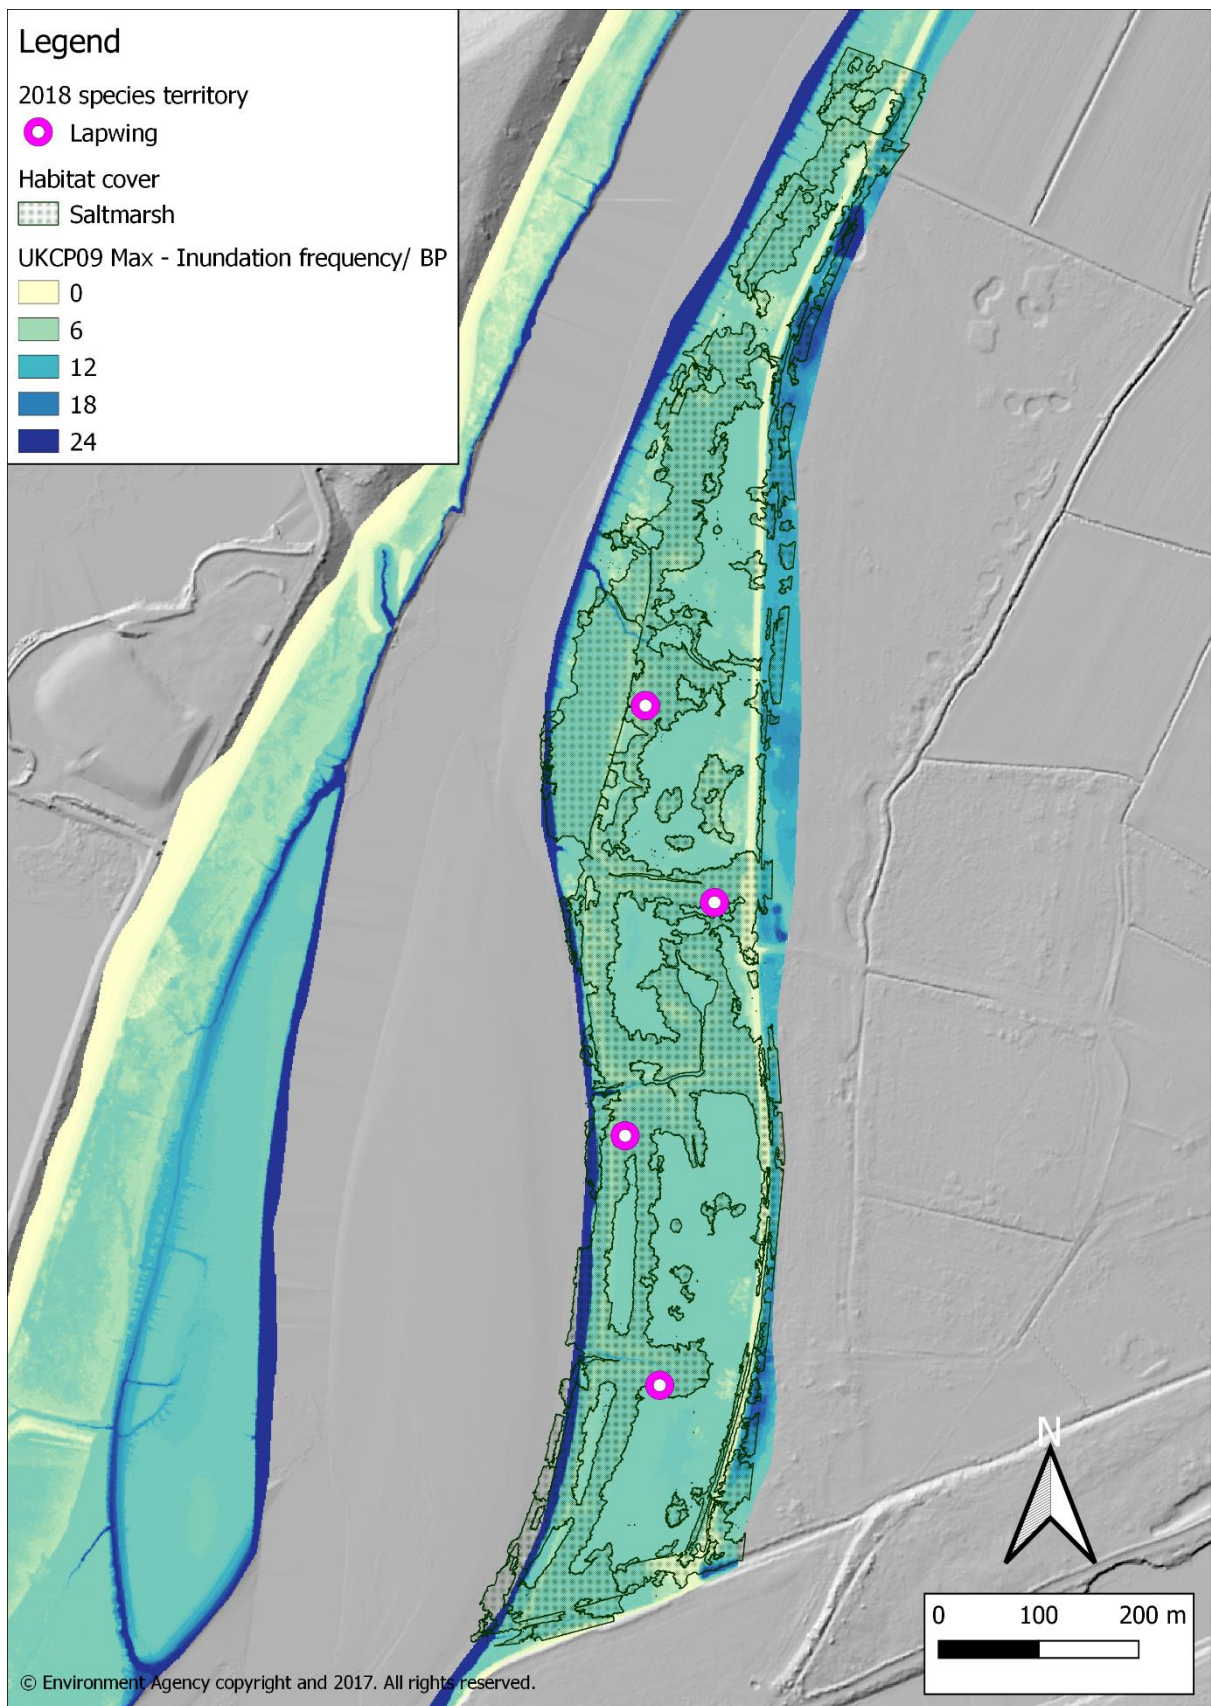 Legend
2018 species territory
Lapwing
Habitat cover
Saltmarsh
UKCP09 Max - Inundation frequency/ BP
0
6
12
18
24
N
0 100 200 m
© Environment Agency copyright and 2017. All rights reserved.